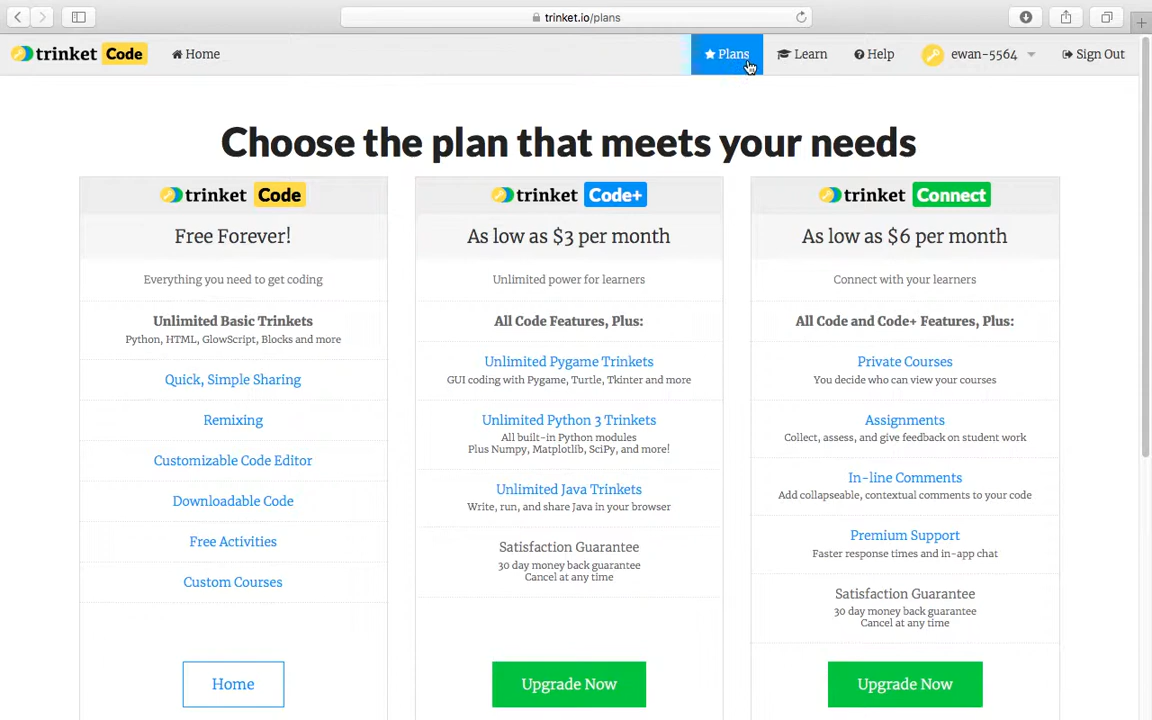 trinket.io/plans
trinket Code
Home
Plans
Learn
Help
ewan-5564
Sign Out
Choose the plan that meets your needs
trinket Code
Free Forever!
Everything you need to get coding
Unlimited Basic Trinkets
Python, HTML, GlowScript, Blocks and more
Quick, Simple Sharing
Remixing
Customizable Code Editor
Downloadable Code
Free Activities
Custom Courses
Home
trinket Code+
As low as $3 per month
Unlimited power for learners
All Code Features, Plus:
Unlimited Pygame Trinkets
GUI coding with Pygame, Turtle, Tkinter and more
Unlimited Python 3 Trinkets
All built-in Python modules
Plus Numpy, Matplotlib, SciPy, and more!
Unlimited Java Trinkets
Write, run, and share Java in your browser
Satisfaction Guarantee
30 day money back guarantee
Cancel at any time
Upgrade Now
trinket Connect
As low as $6 per month
Connect with your learners
All Code and Code+ Features, Plus:
Private Courses
You decide who can view your courses
Assignments
Collect, assess, and give feedback on student work
In-line Comments
Add collapseable, contextual comments to your code
Premium Support
Faster response times and in-app chat
Satisfaction Guarantee
30 day money back guarantee
Cancel at any time
Upgrade Now